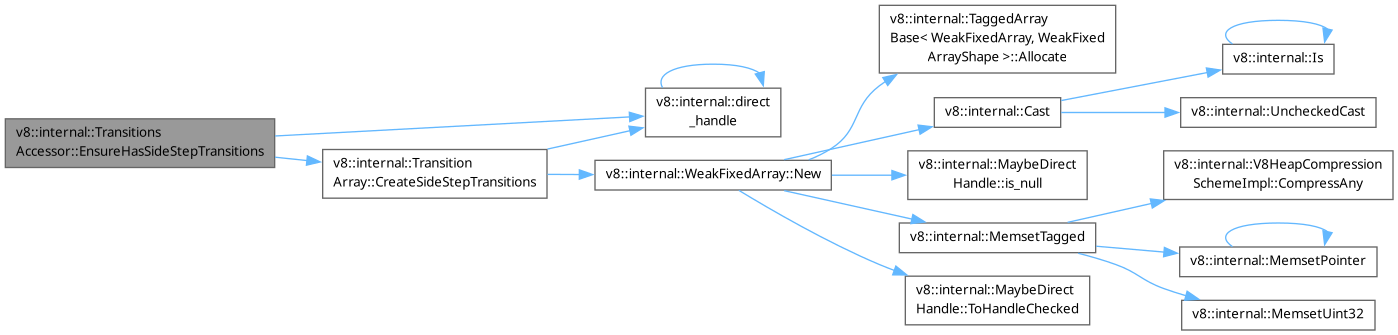 v8::internal::Transitions
Accessor::EnsureHasSideStepTransitions
v8::internal::direct
_handle
v8::internal::Transition
Array::CreateSideStepTransitions
v8::internal::WeakFixedArray::New
v8::internal::TaggedArray
Base< WeakFixedArray, WeakFixed
ArrayShape >::Allocate
v8::internal::Cast
v8::internal::Is
v8::internal::UncheckedCast
v8::internal::MaybeDirect
Handle::is_null
v8::internal::MemsetTagged
v8::internal::V8HeapCompression
SchemeImpl::CompressAny
v8::internal::MemsetPointer
v8::internal::MemsetUint32
v8::internal::MaybeDirect
Handle::ToHandleChecked